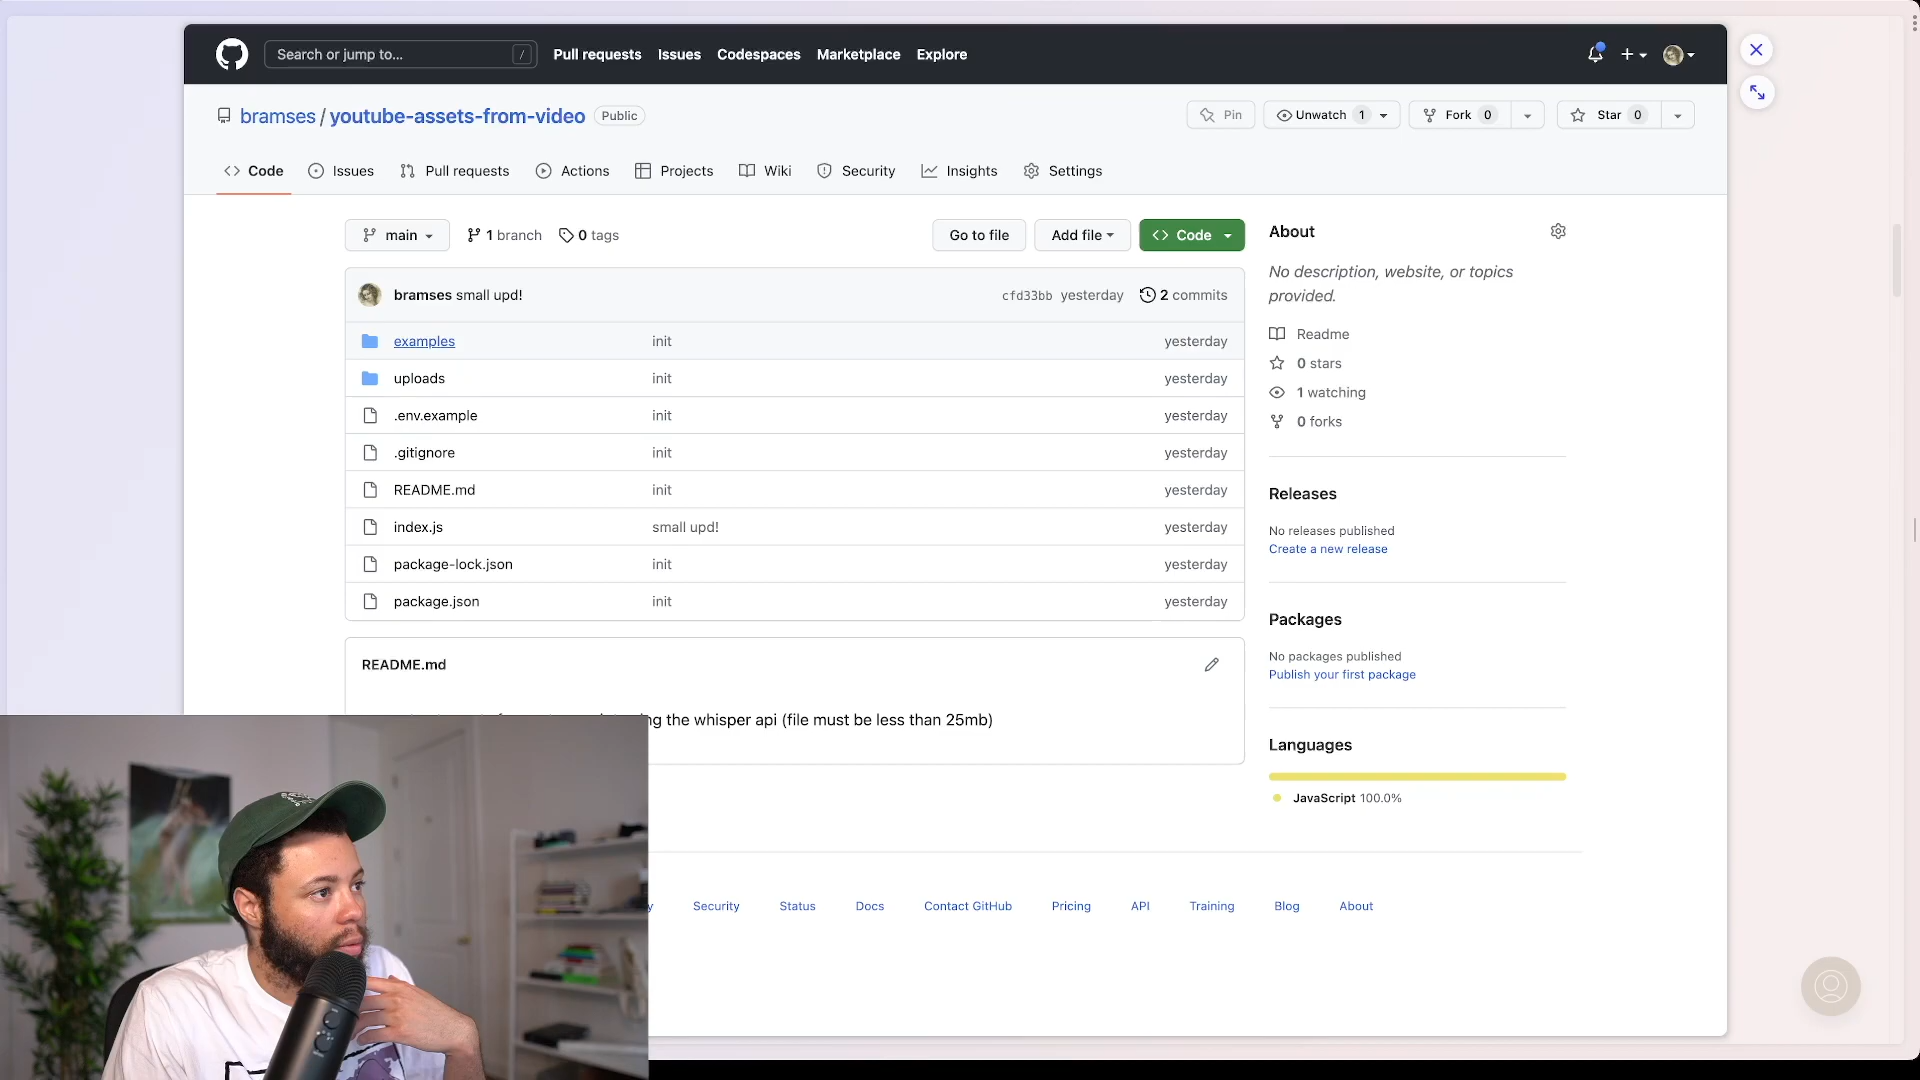 Search or jump to... /
Pull requests Issues Codespaces Marketplace Explore
bramses / youtube-assets-from-video Public
Pin Unwatch 1 Fork 0 Star 0
Code Issues Pull requests Actions Projects Wiki Security Insights Settings
main 1 branch 0 tags Go to file Add file Code
bramses small upd! cfd33bb yesterday 2 commits
examples init yesterday
uploads init yesterday
.env.example init yesterday
.gitignore init yesterday
README.md init yesterday
index.js small upd! yesterday
package-lock.json init yesterday
package.json init yesterday
README.md
the whisper api (file must be less than 25mb)
About
No description, website, or topics
provided.
Readme
0 stars
1 watching
0 forks
Releases
No releases published
Create a new release
Packages
No packages published
Publish your first package
Languages
JavaScript 100.0%
Security Status Docs Contact GitHub Pricing API Training Blog About